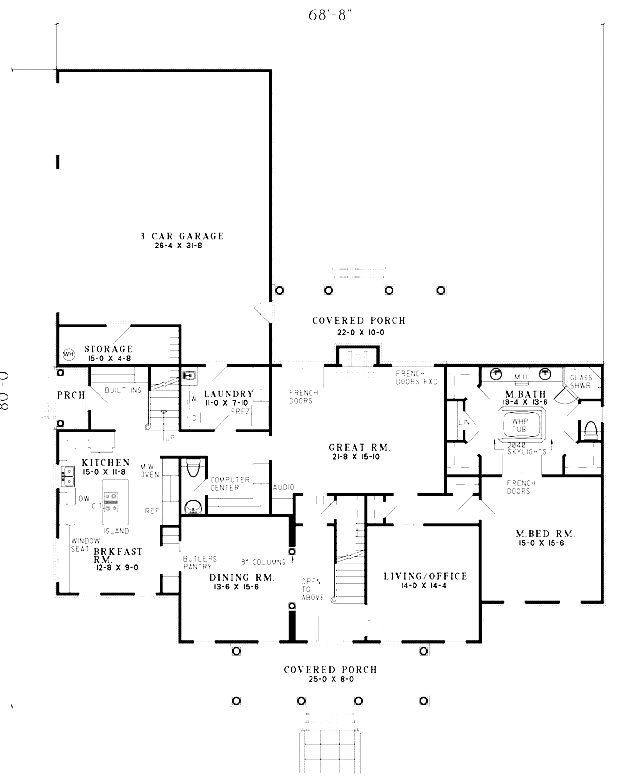 68'-8"
80'-0
3 CAR GARAGE
26-4 X 31-8
COVERED PORCH
22-0 X 10-0
STORAGE
15-0 X 4-8
WH
PRCH
BUILT INS
LAUNDRY
11-0 X 7-10
W
D
FREZ
UP
FRENCH
DOORS
FRENCH
DOORS FXD
GREAT RM.
21-8 X 15-10
M.BATH
19-4 X 13-6
GLASS
SHWR
LIN
WHP
TUB
2040
SKYLIGHTS
FRENCH
DOORS
KITCHEN
15-0 X 11-8
M.W.
OVEN
DW
REF
ISLAND
COMPUTER
CENTER
AUDIO
WINDOW
SEAT
BRKFAST
RM.
12-8 X 9-0
BUTLERS
PANTRY
8" COLUMNS
DINING RM.
13-6 X 15-6
OPEN
TO
ABOVE
LIVING/OFFICE
14-0 X 14-4
M.BED RM.
15-0 X 15-6
COVERED PORCH
25-0 X 8-0